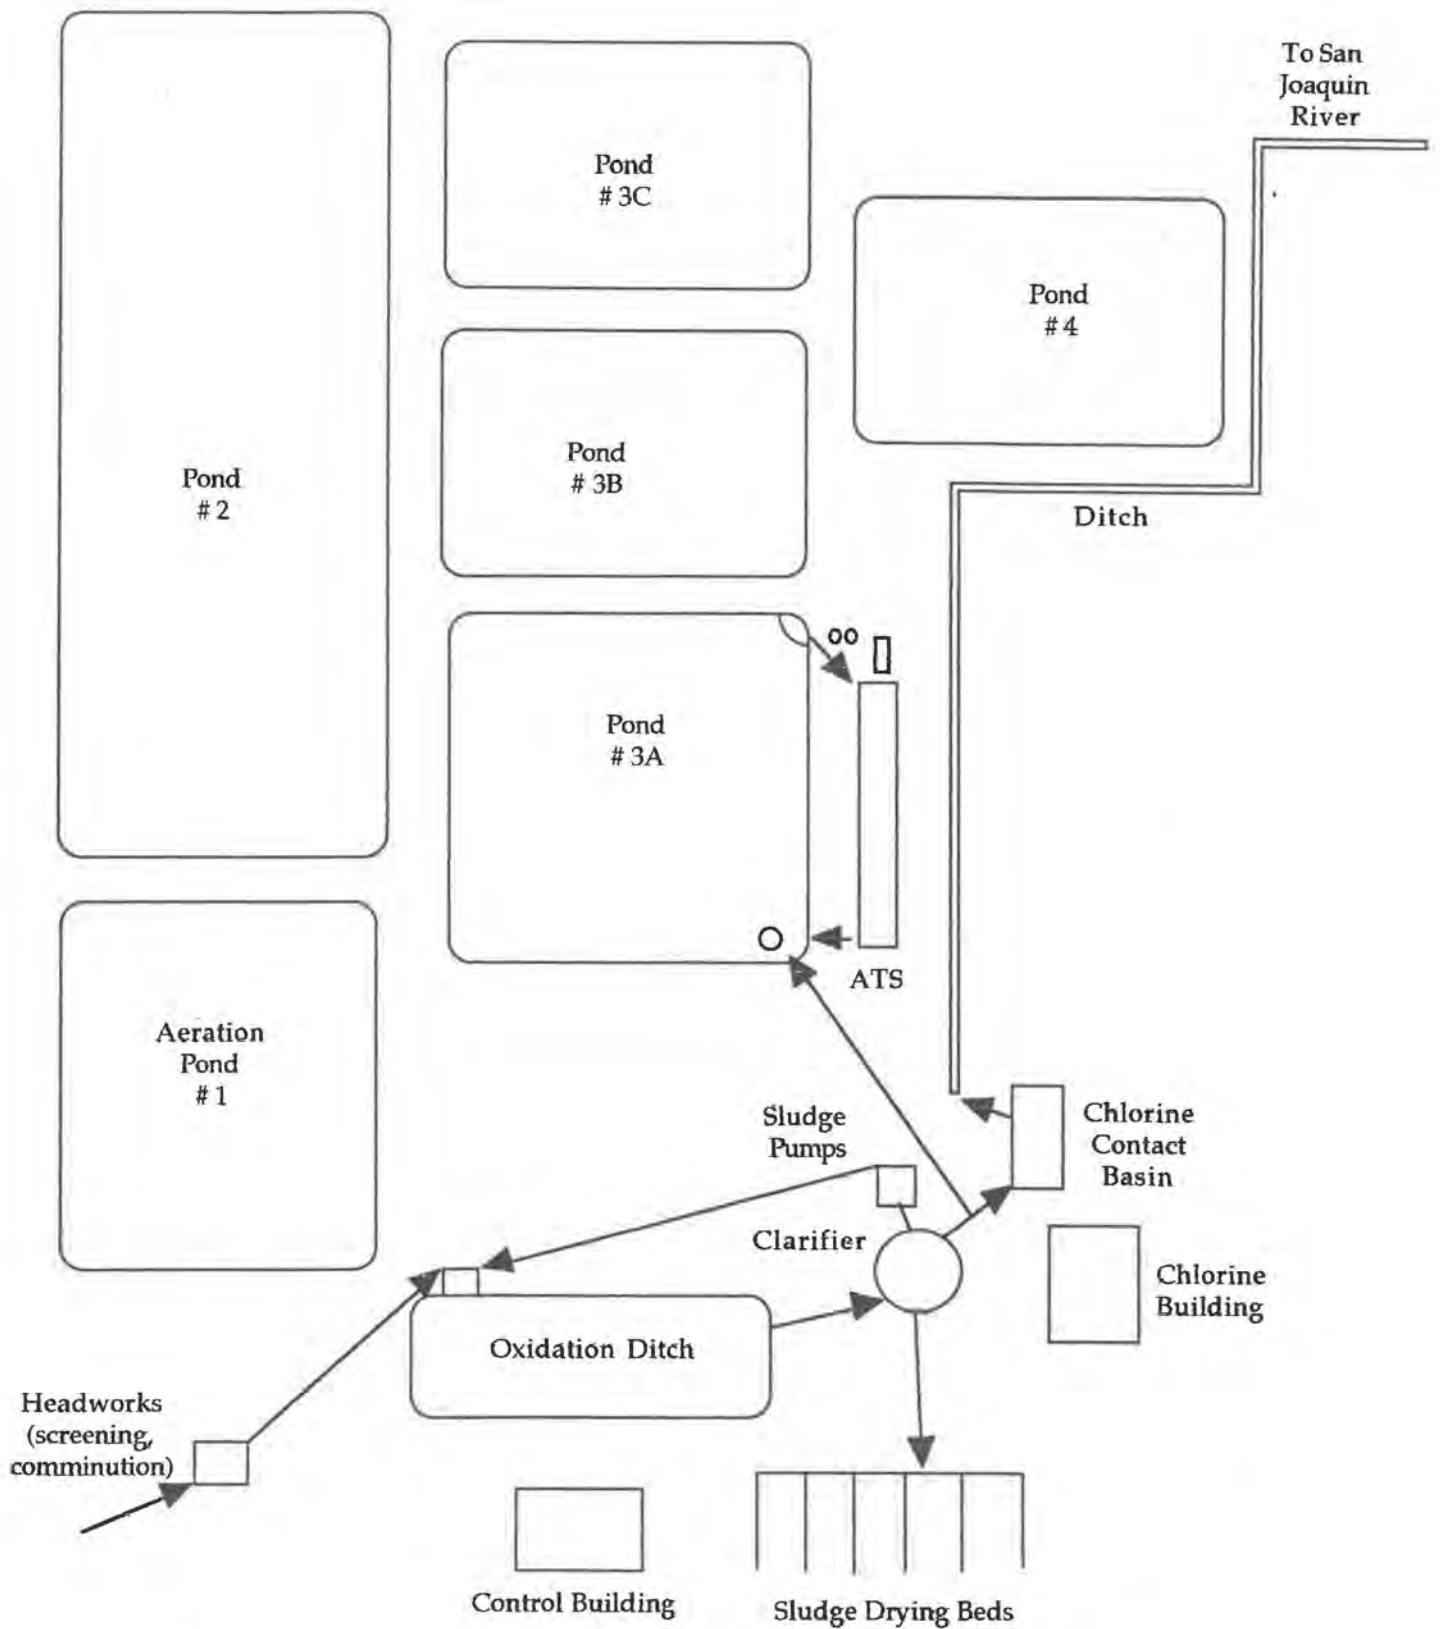 To San
Joaquin
River
Pond
# 3C
Pond
# 4
Pond
# 3B
Pond
# 2
Ditch
Pond
# 3A
ATS
Aeration
Pond
# 1
Sludge
Pumps
Chlorine
Contact
Basin
Clarifier
Chlorine
Building
Oxidation Ditch
Headworks
(screening,
comminution)
Control Building
Sludge Drying Beds